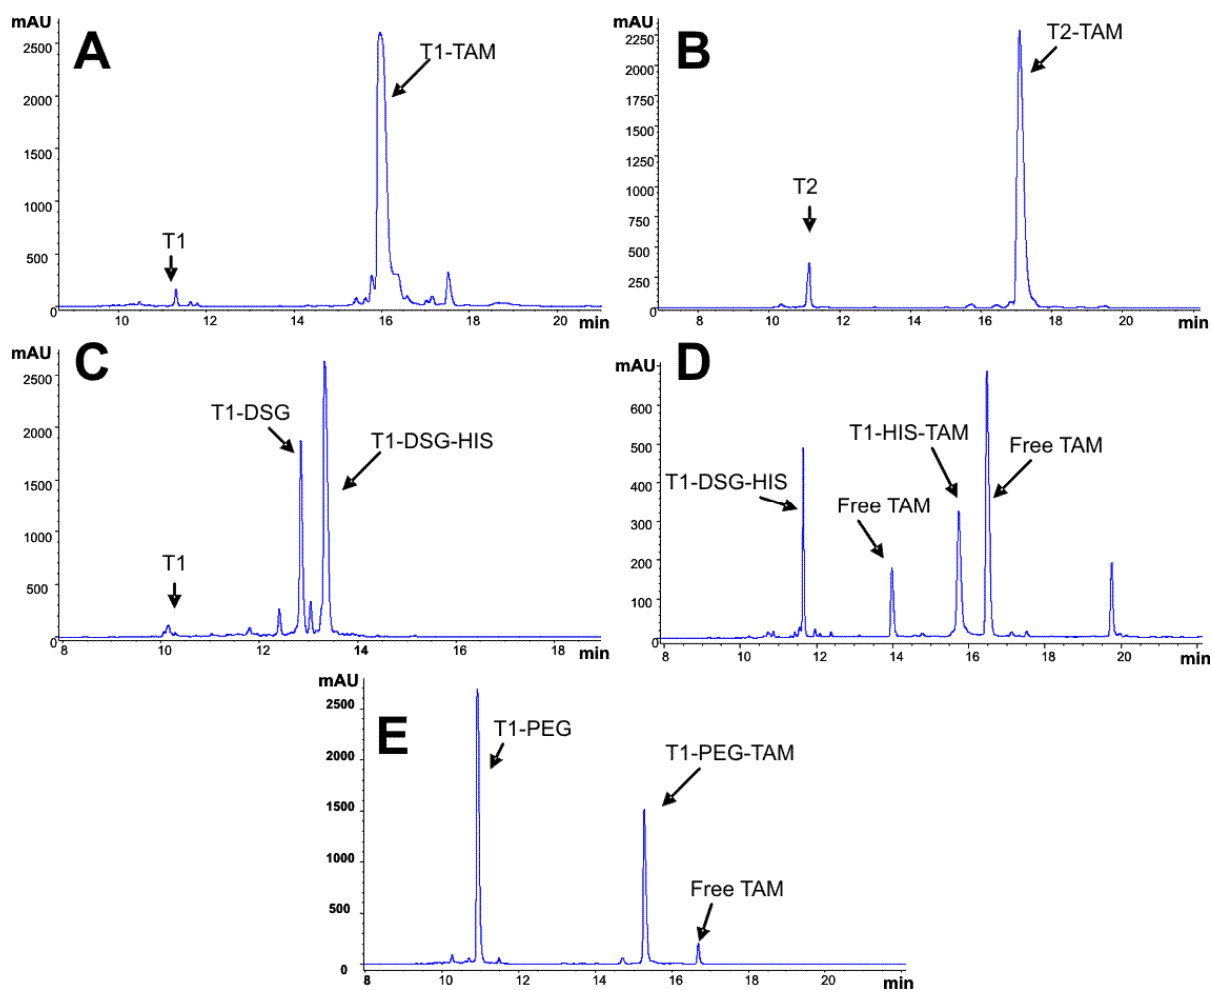 mAU
A
2500
2000
1500
1000
500
0
T1-TAM
T1
10 12 14 16 18 20
min
mAU
B
2250
2000
1750
1500
1250
1000
750
500
250
0
T2-TAM
T2
8 10 12 14 16 18 20
min
mAU
C
2500
2000
1500
1000
500
0
T1-DSG
T1-DSG-HIS
T1
8 10 12 14 16 18
min
mAU
D
600
500
400
300
200
100
0
T1-HIS-TAM
Free TAM
T1-DSG-HIS
Free TAM
8 10 12 14 16 18 20 22
min
mAU
E
2500
2000
1500
1000
500
0
T1-PEG
T1-PEG-TAM
Free TAM
8 10 12 14 16 18 20
min